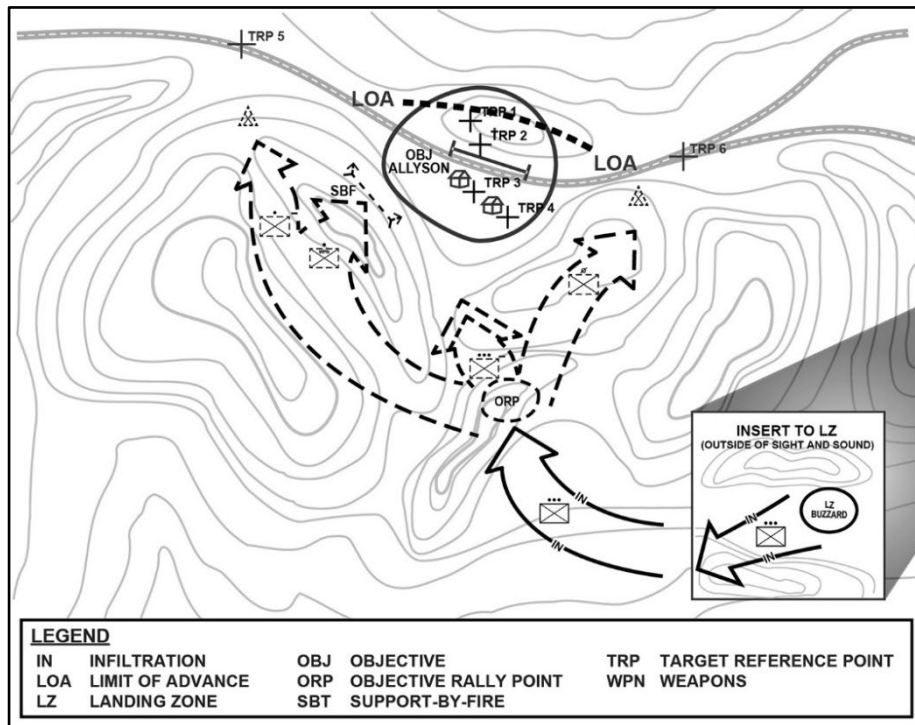 TRP 5
LOA
TRP 1
TRP 2
LOA
TRP 6
OBJ
ALLYSON
SBF
TRP 3
TRP 4
ORP
INSERT TO LZ
(OUTSIDE OF SIGHT AND SOUND)
LZ
BUZZARD
IN
IN
IN
IN
LEGEND
IN INFILTRATION OBJ OBJECTIVE TRP TARGET REFERENCE POINT
LOA LIMIT OF ADVANCE ORP OBJECTIVE RALLY POINT WPN WEAPONS
LZ LANDING ZONE SBT SUPPORT-BY-FIRE